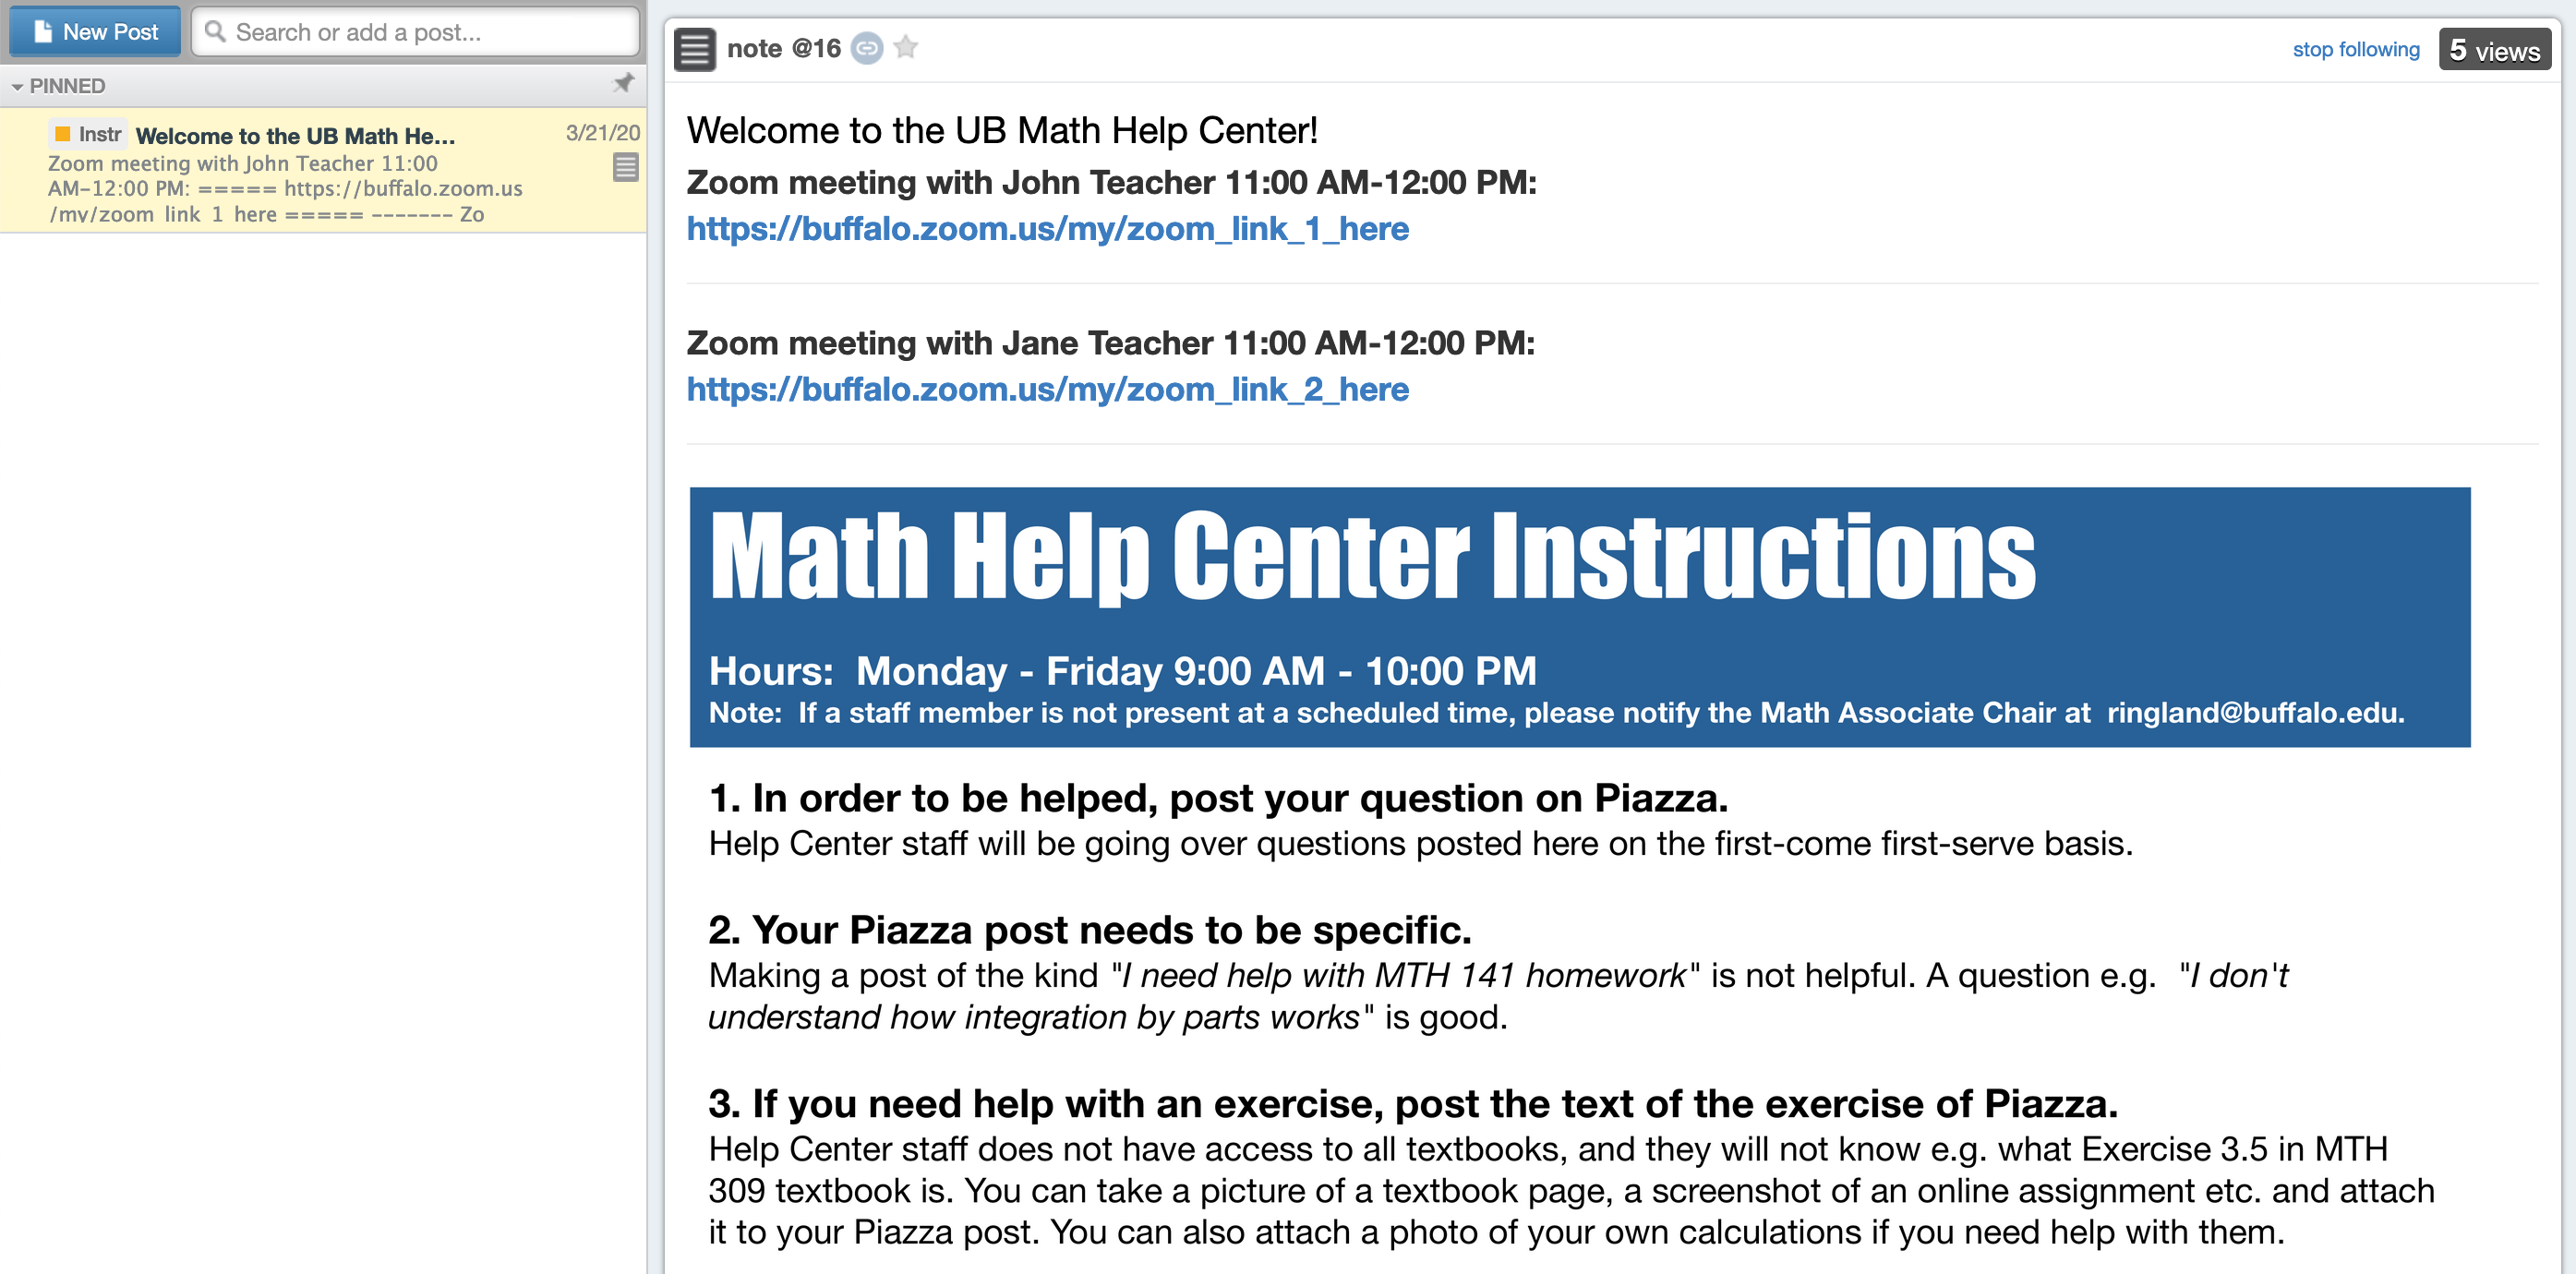 New Post
Search or add a post...
PINNED
Instr Welcome to the UB Math He... 3/21/20
Zoom meeting with John Teacher 11:00
AM-12:00 PM: ===== https://buffalo.zoom.us
/my/zoom_link_1_here ===== ------- Zo
note @16
stop following
5 views
Welcome to the UB Math Help Center!
Zoom meeting with John Teacher 11:00 AM-12:00 PM:
https://buffalo.zoom.us/my/zoom_link_1_here
Zoom meeting with Jane Teacher 11:00 AM-12:00 PM:
https://buffalo.zoom.us/my/zoom_link_2_here
Math Help Center Instructions
Hours: Monday - Friday 9:00 AM - 10:00 PM
Note: If a staff member is not present at a scheduled time, please notify the Math Associate Chair at ringland@buffalo.edu.
1. In order to be helped, post your question on Piazza.
Help Center staff will be going over questions posted here on the first-come first-serve basis.
2. Your Piazza post needs to be specific.
Making a post of the kind "I need help with MTH 141 homework" is not helpful. A question e.g. "I don't
understand how integration by parts works" is good.
3. If you need help with an exercise, post the text of the exercise of Piazza.
Help Center staff does not have access to all textbooks, and they will not know e.g. what Exercise 3.5 in MTH
309 textbook is. You can take a picture of a textbook page, a screenshot of an online assignment etc. and attach
it to your Piazza post. You can also attach a photo of your own calculations if you need help with them.